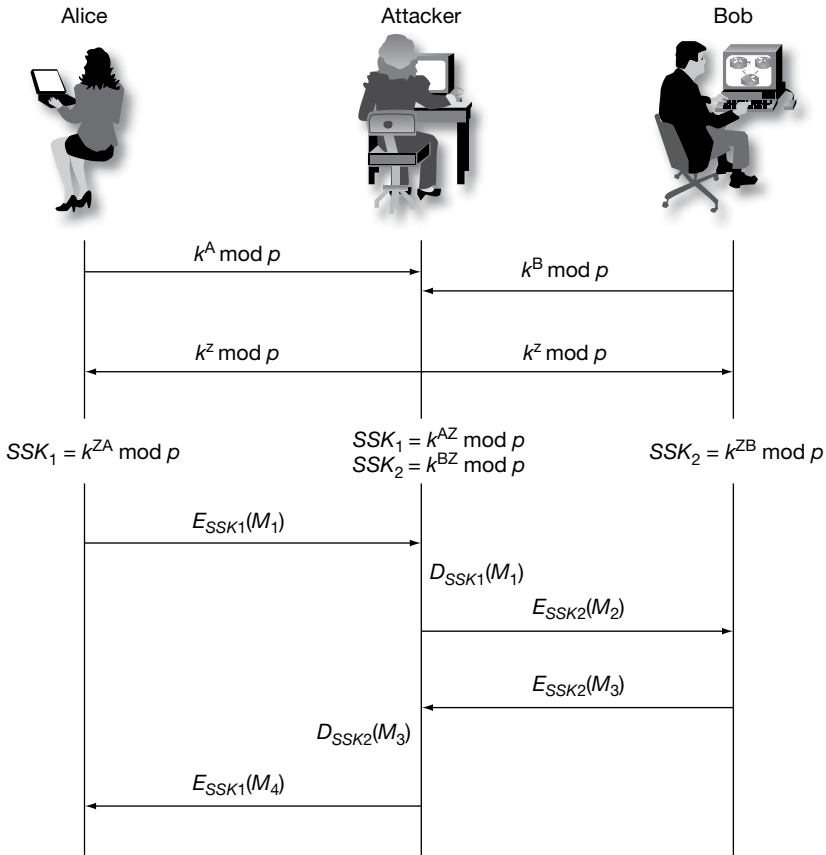 Alice
Attacker
Bob
k^A mod p
k^B mod p
k^z mod p
k^z mod p
SSK₁ = k^ZA mod p
SSK₁ = k^AZ mod p
SSK₂ = k^BZ mod p
SSK₂ = k^ZB mod p
E_SSK1(M₁)
D_SSK1(M₁)
E_SSK2(M₂)
E_SSK2(M₃)
D_SSK2(M₃)
E_SSK1(M₄)